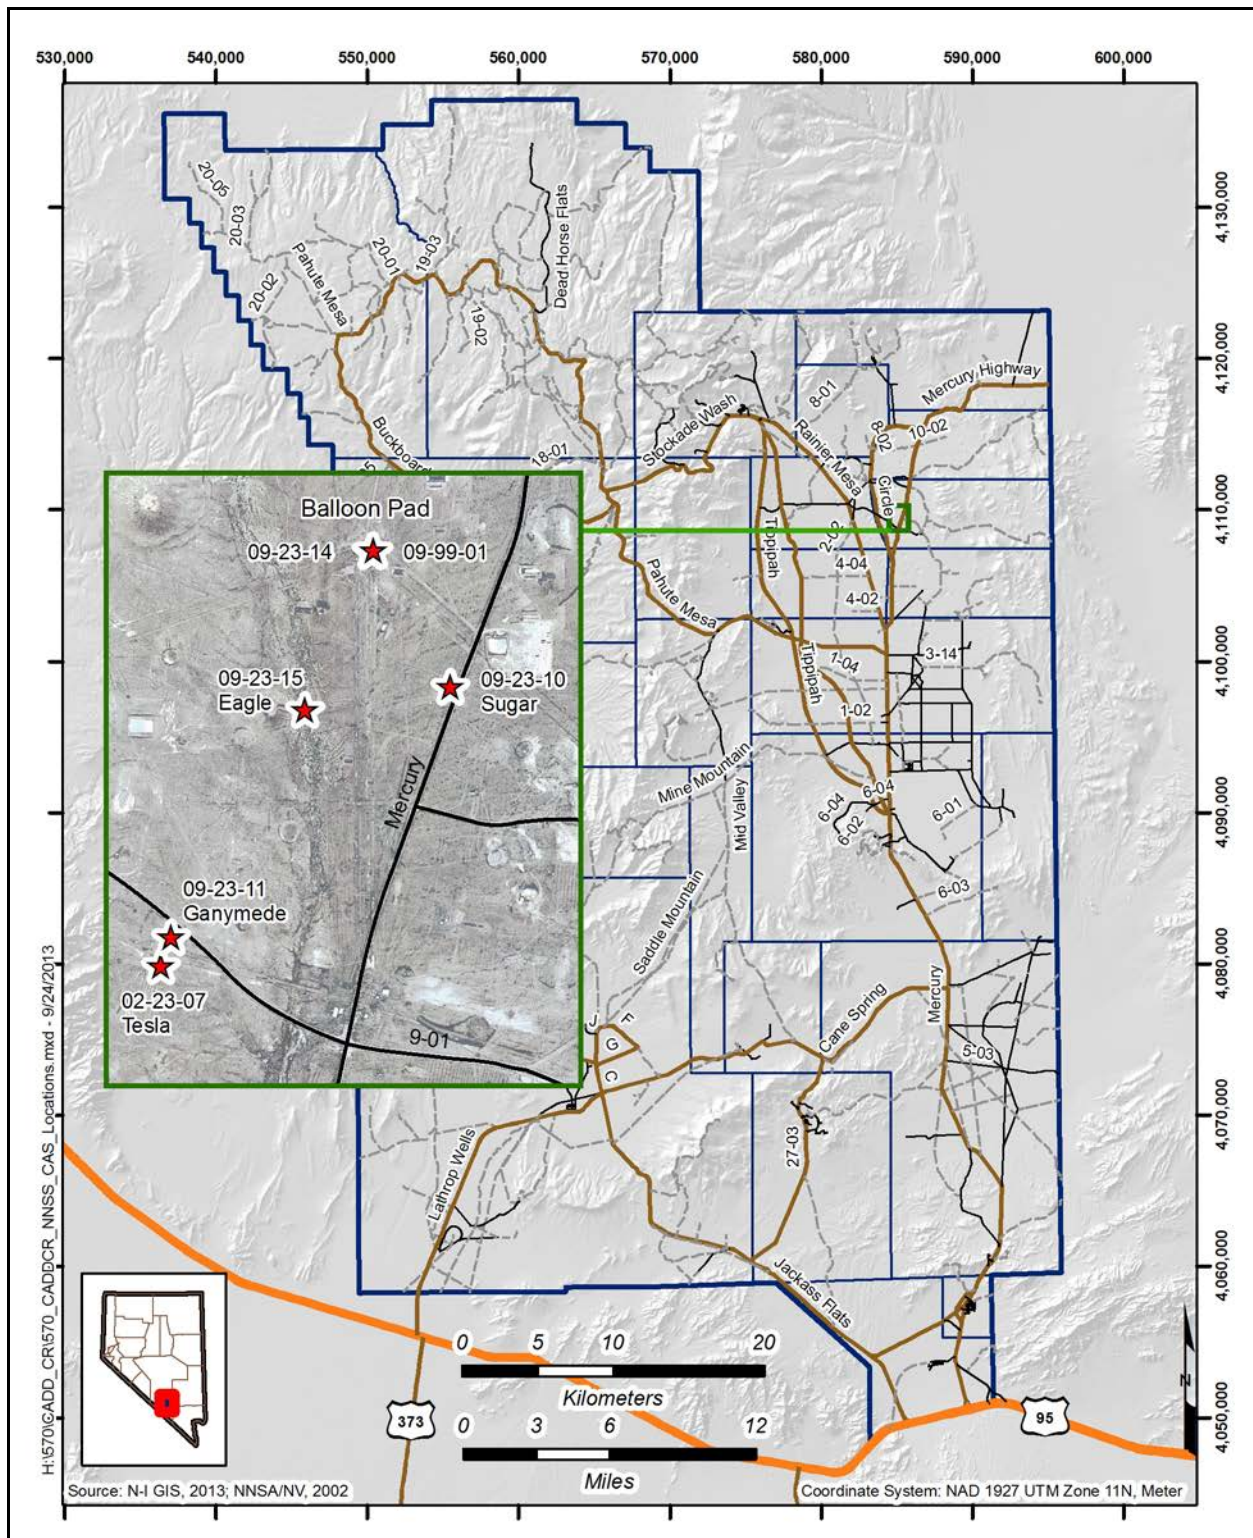 530,000 540,000 550,000 560,000 570,000 580,000 590,000 600,000
4,130,000
4,120,000
4,110,000
4,100,000
4,090,000
4,080,000
4,070,000
4,060,000
4,050,000
20-05
20-03
20-02
Pahute Mesa
20-01
19-03
19-02
Dead Horse Flats
Buckboard
18-01
Stockade Wash
8-01
Mercury Highway
8-02
10-02
Rainier Mesa
Circle
Tippipah
2-02
4-04
4-02
Pahute Mesa
3-14
1-04
Tippipah
1-02
Mine Mountain
Mid Valley
6-04
6-04
6-02
6-01
6-03
Saddle Mountain
Cane Spring
Mercury
5-03
J
F
G
C
27-03
Lathrop Wells
Jackass Flats
Balloon Pad
09-23-14 09-99-01
09-23-15
Eagle
09-23-10
Sugar
Mercury
09-23-11
Ganymede
02-23-07
Tesla
9-01
0 5 10 20
Kilometers
0 3 6 12
Miles
373
95
N
H:\570\CADD_CR\570_CADDCR_NNSS_CAS_Locations.mxd - 9/24/2013
Source: N-I GIS, 2013; NNSA/NV, 2002
Coordinate System: NAD 1927 UTM Zone 11N, Meter